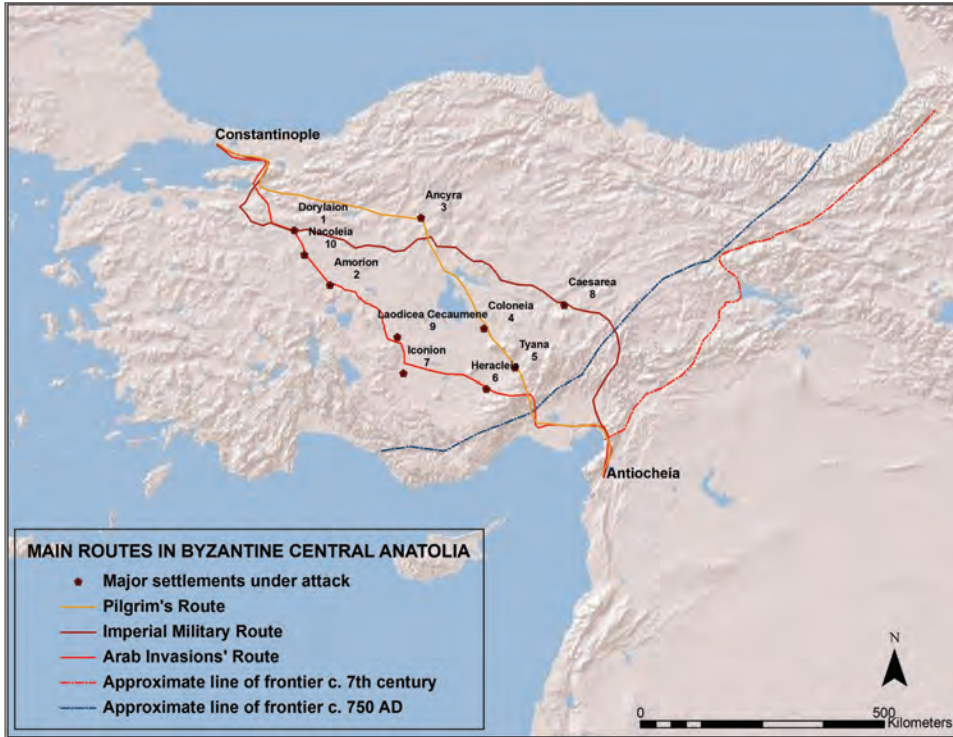 Constantinople
Ancyra
3
Dorylaion
1
Nacoleia
10
Amorion
2
Caesarea
8
Laodicea Cecaumene
9
Coloneia
4
Iconion
7
Tyana
5
Heracleia
6
Antiocheia
MAIN ROUTES IN BYZANTINE CENTRAL ANATOLIA
Major settlements under attack
Pilgrim's Route
Imperial Military Route
Arab Invasions' Route
Approximate line of frontier c. 7th century
Approximate line of frontier c. 750 AD
N
0 500
Kilometers